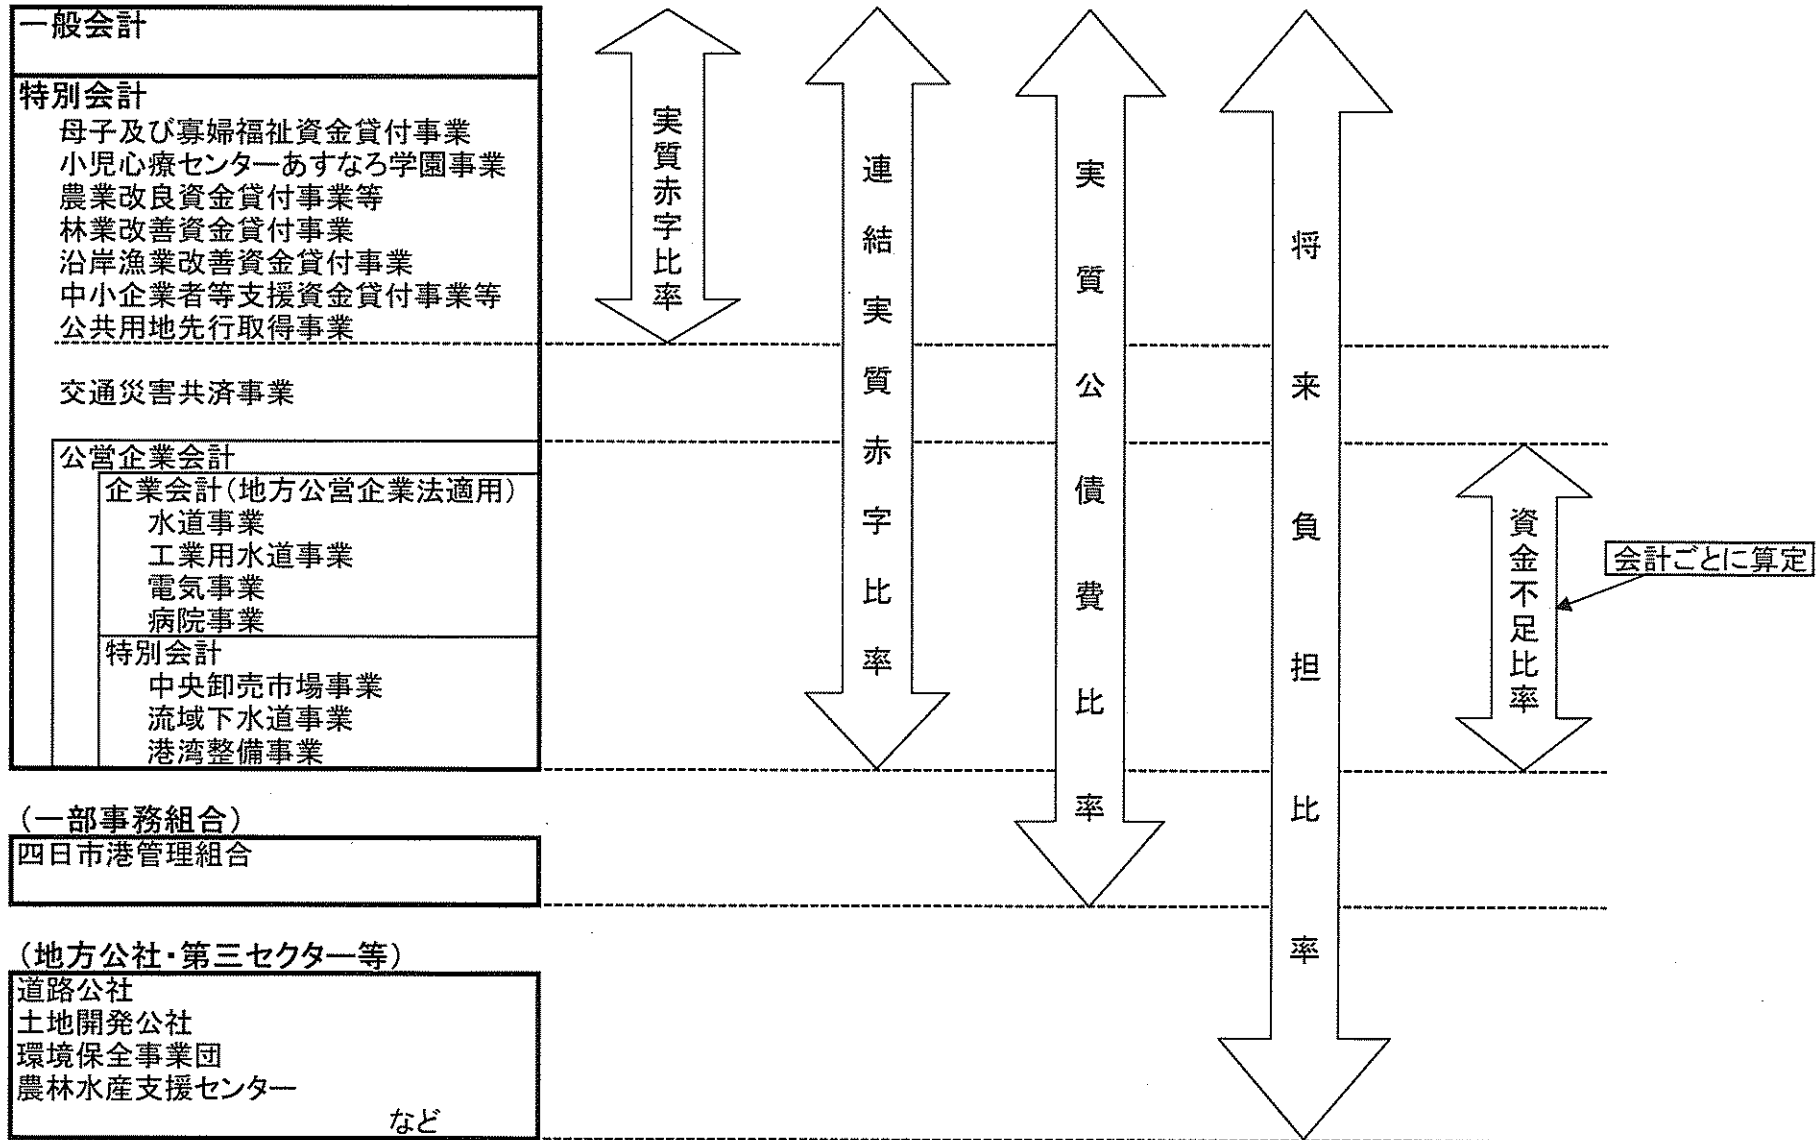 一般会計
特別会計
母子及び寡婦福祉資金貸付事業
小児心療センターあすなろ学園事業
農業改良資金貸付事業等
林業改善資金貸付事業
沿岸漁業改善資金貸付事業
中小企業者等支援資金貸付事業等
公共用地先行取得事業
交通災害共済事業
公営企業会計
企業会計(地方公営企業法適用)
水道事業
工業用水道事業
電気事業
病院事業
特別会計
中央卸売市場事業
流域下水道事業
港湾整備事業
(一部事務組合)
四日市港管理組合
(地方公社・第三セクター等)
道路公社
土地開発公社
環境保全事業団
農林水産支援センター
など
実質赤字比率
連結実質赤字比率
実質公債費比率
将来負担比率
資金不足比率
会計ごとに算定